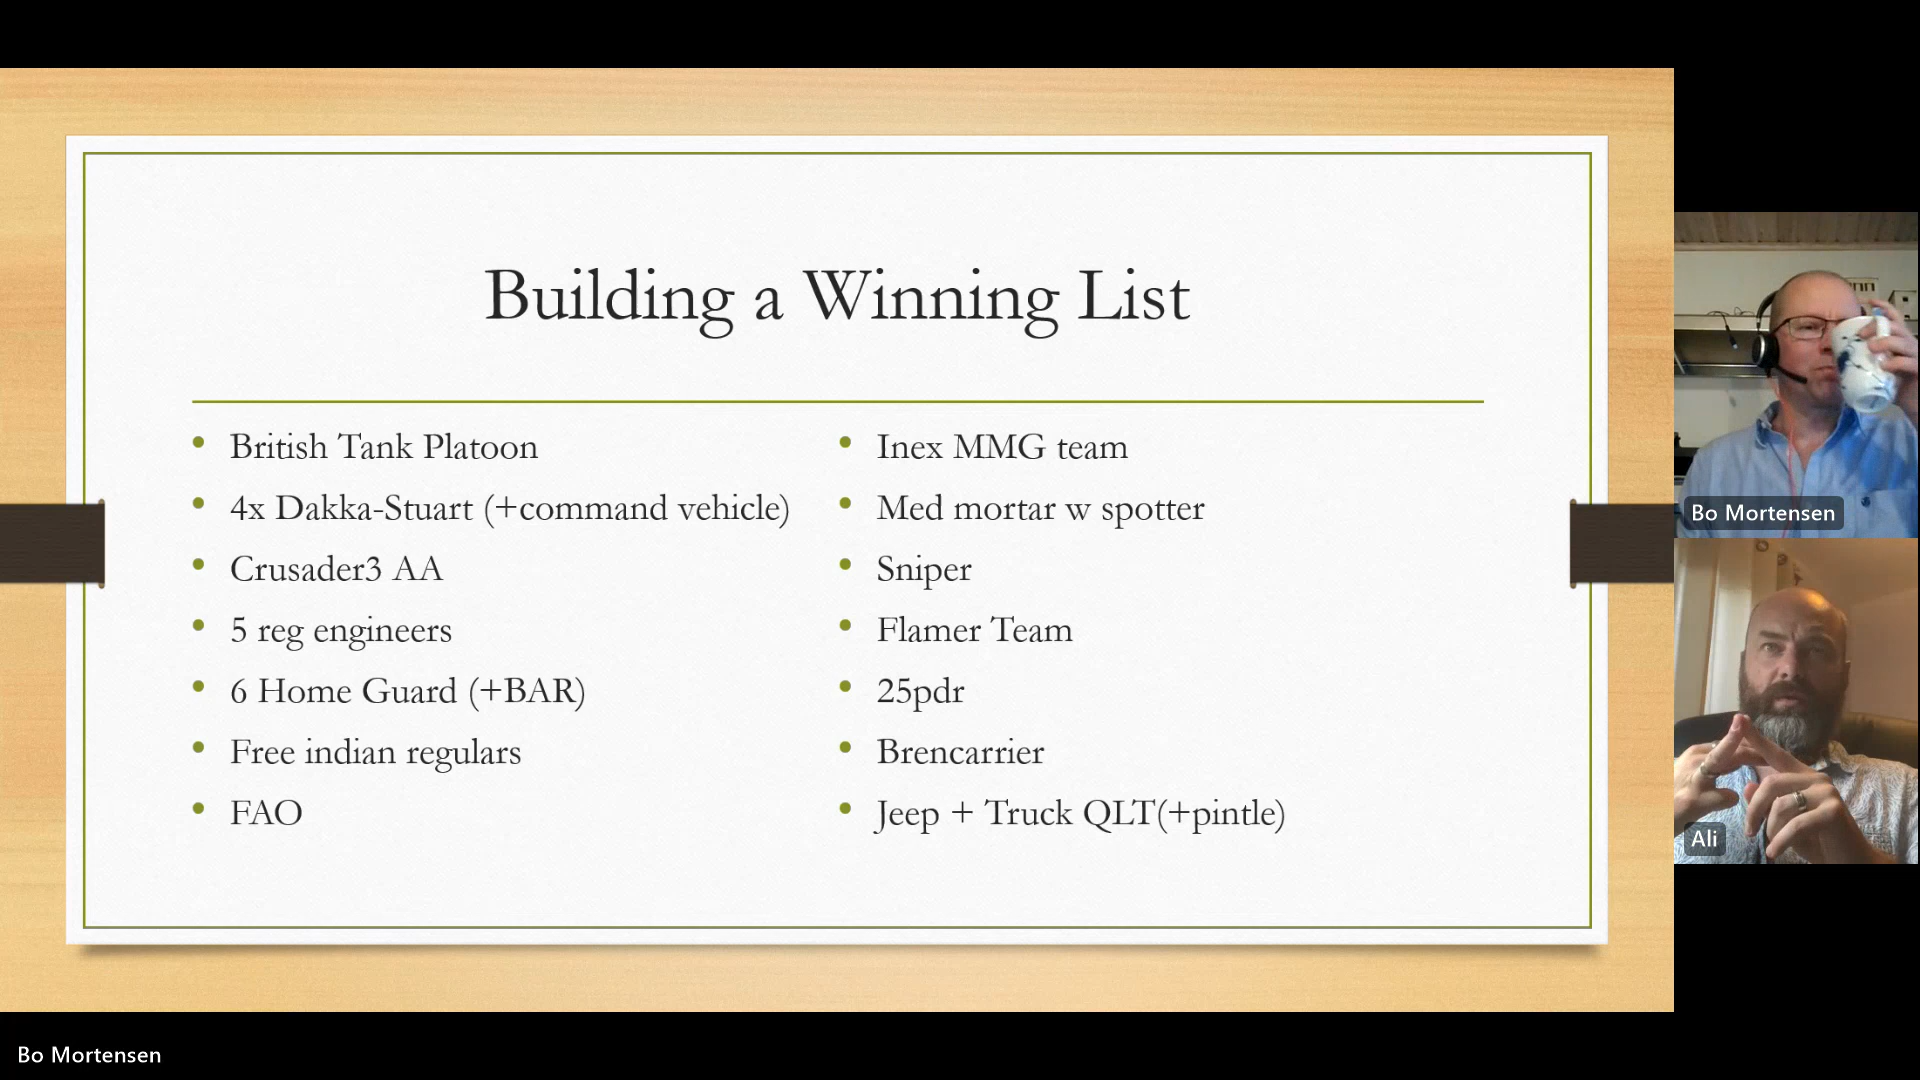 Building a Winning List
• British Tank Platoon
• 4x Dakka-Stuart (+command vehicle)
• Crusader3 AA
• 5 reg engineers
• 6 Home Guard (+BAR)
• Free indian regulars
• FAO
• Inex MMG team
• Med mortar w spotter
• Sniper
• Flamer Team
• 25pdr
• Brencarrier
• Jeep + Truck QLT(+pintle)
Bo Mortensen
Ali
Bo Mortensen